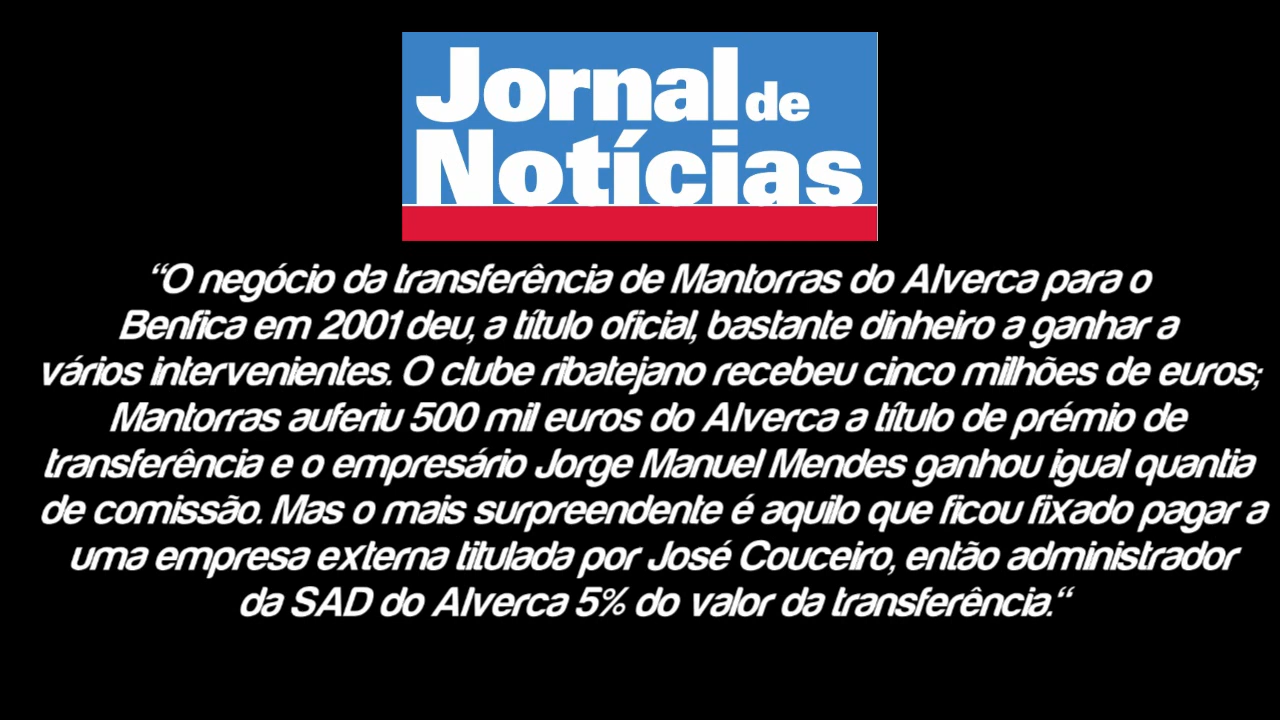 Jornal de
Notícias
“O negócio da transferência de Mantorras do Alverca para o
Benfica em 2001 deu, a título oficial, bastante dinheiro a ganhar a
vários intervenientes. O clube ribatejano recebeu cinco milhões de euros;
Mantorras auferiu 500 mil euros do Alverca a título de prémio de
transferência e o empresário Jorge Manuel Mendes ganhou igual quantia
de comissão. Mas o mais surpreendente é aquilo que ficou fixado pagar a
uma empresa externa titulada por José Couceiro, então administrador
da SAD do Alverca 5% do valor da transferência.“